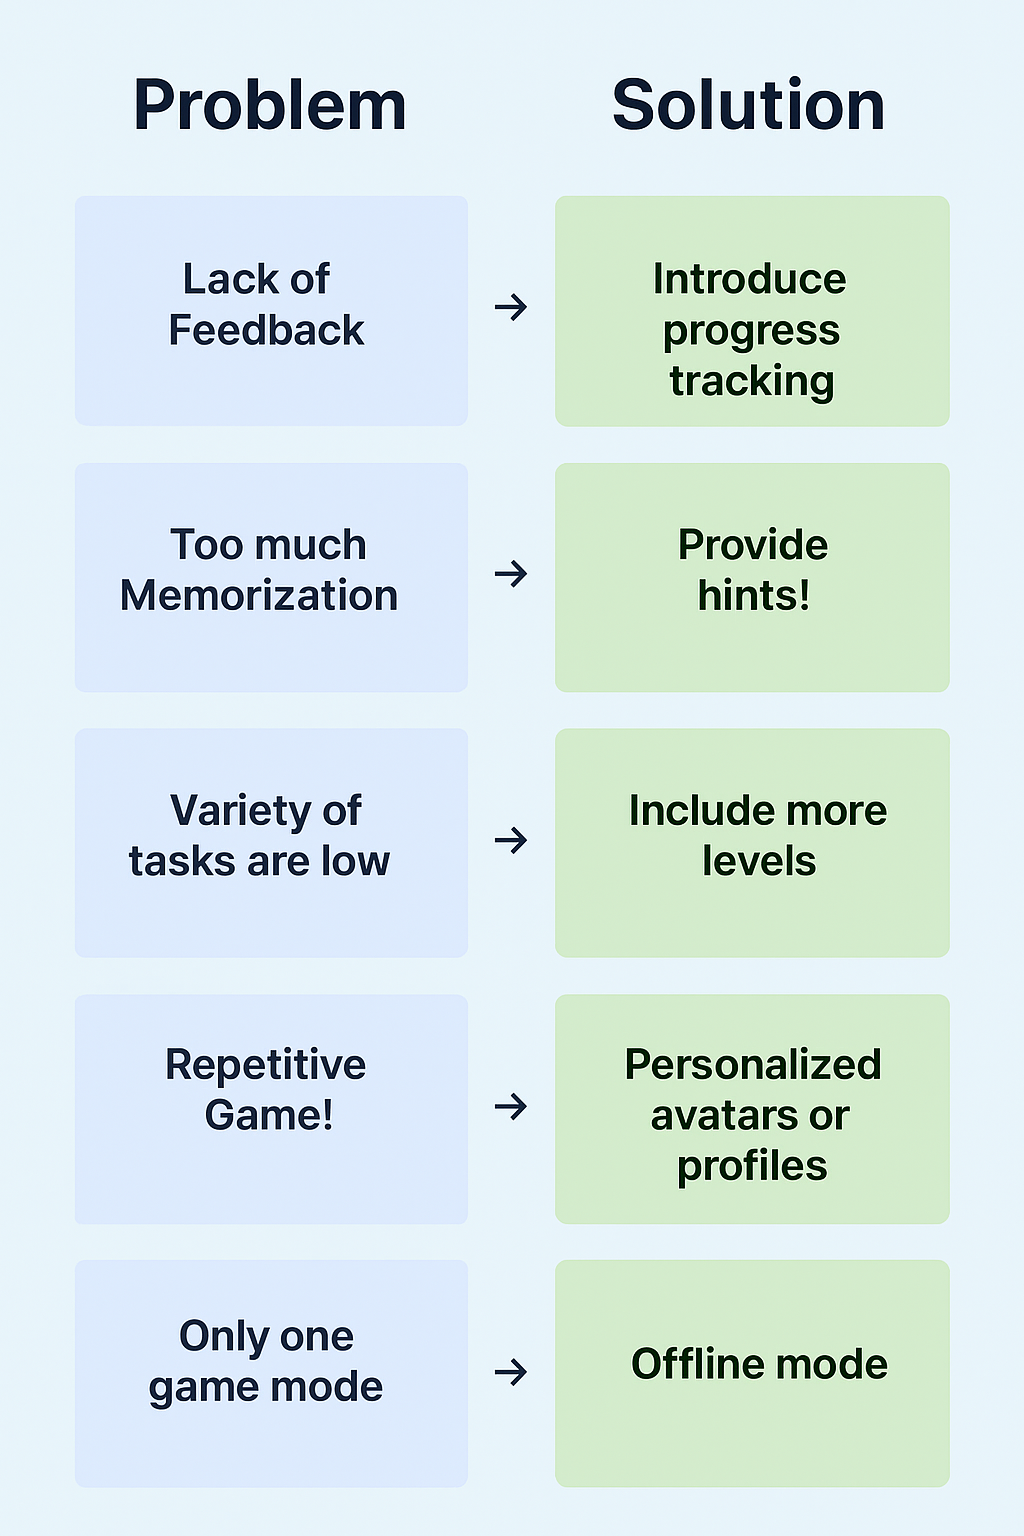 Problem
Solution
Lack of
Feedback
→
Introduce
progress
tracking
Too much
Memorization
→
Provide
hints!
Variety of
tasks are low
→
Include more
levels
Repetitive
Game!
→
Personalized
avatars or
profiles
Only one
game mode
→
Offline mode